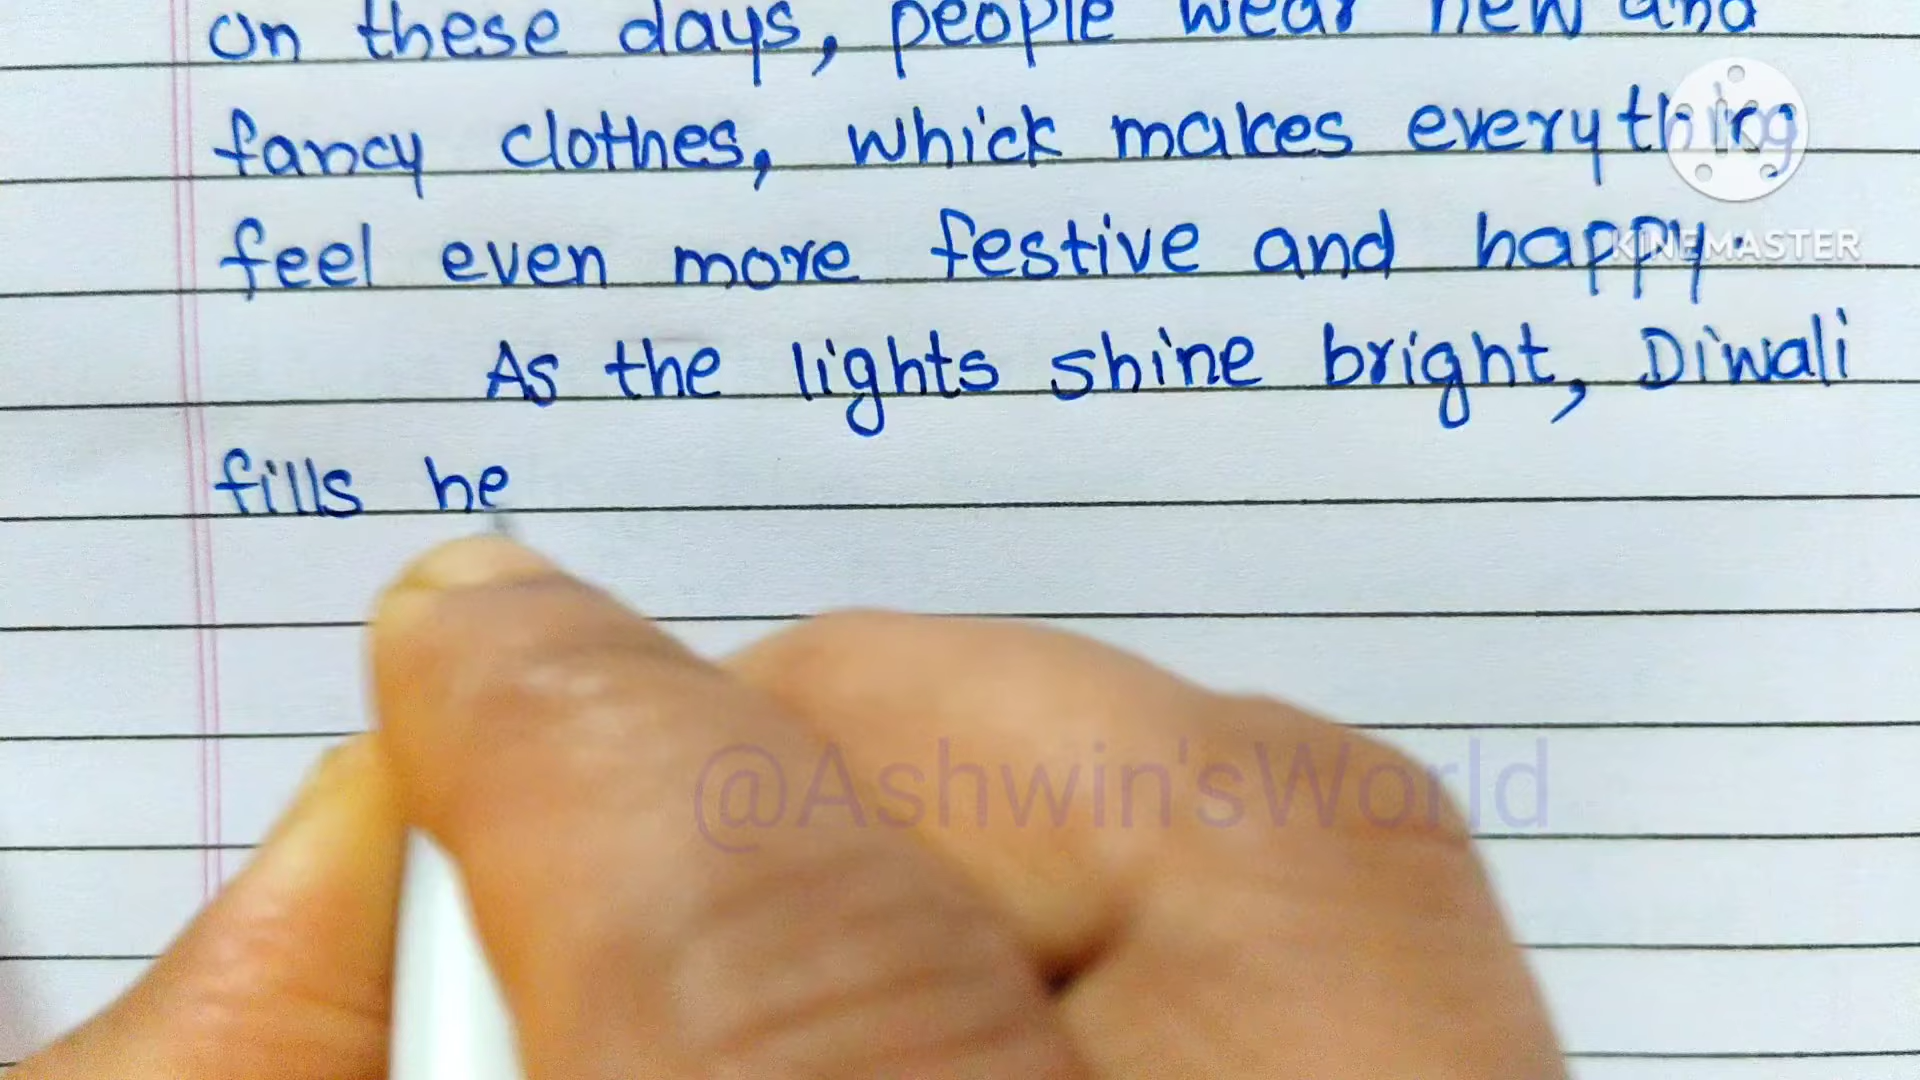 on these days, people wear new and
fancy clothes, whick makes everything
feel even more festive and happy.
As the lights shine bright, Diwali
fills he
KINEMASTER
@Ashwin'sWorld